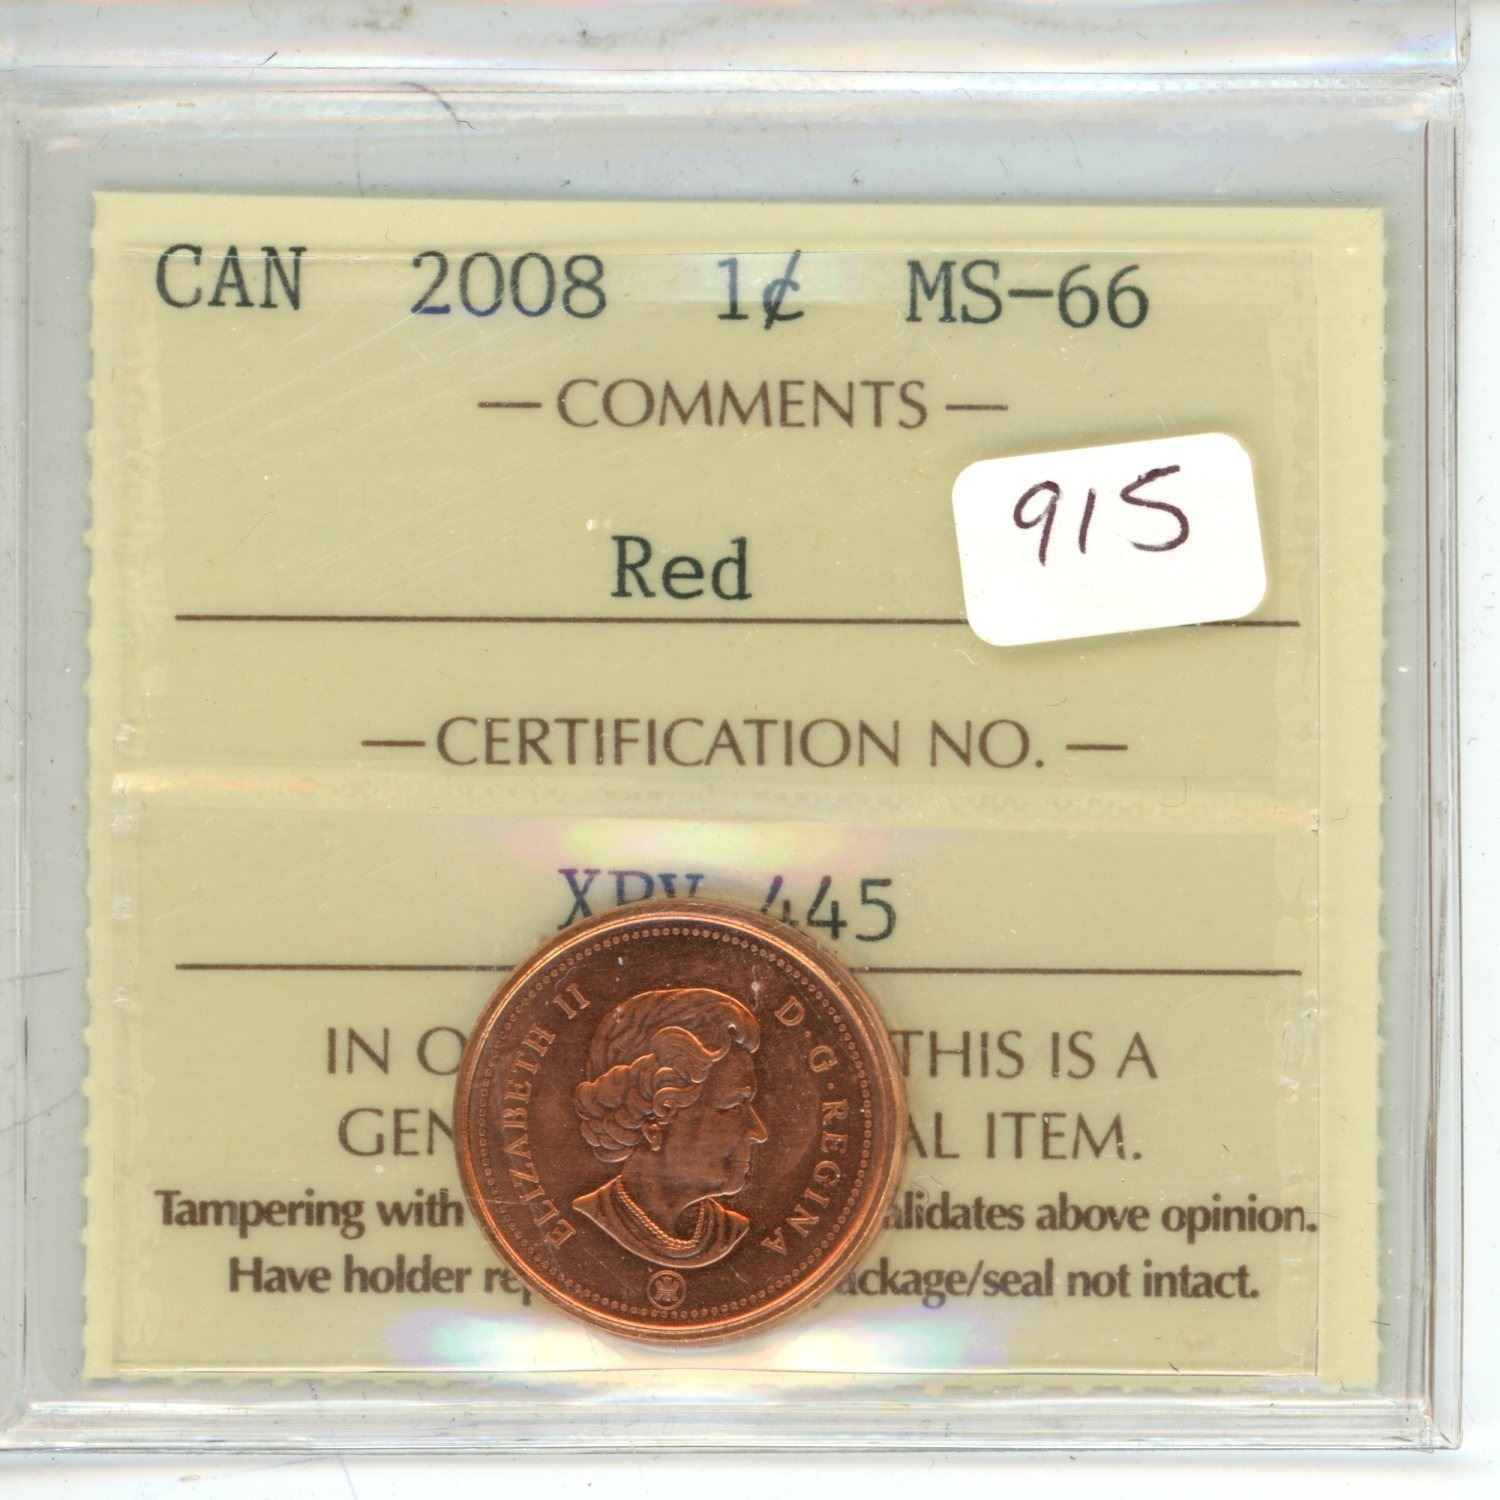 CAN 2008 1¢ MS-66
— COMMENTS —
915
Red
— CERTIFICATION NO. —
445
IN O THIS IS A
GEN AL ITEM.
Tampering with alidates above opinion.
Have holder rep ackage/seal not intact.
ELIZABETH II D·G·REGINA